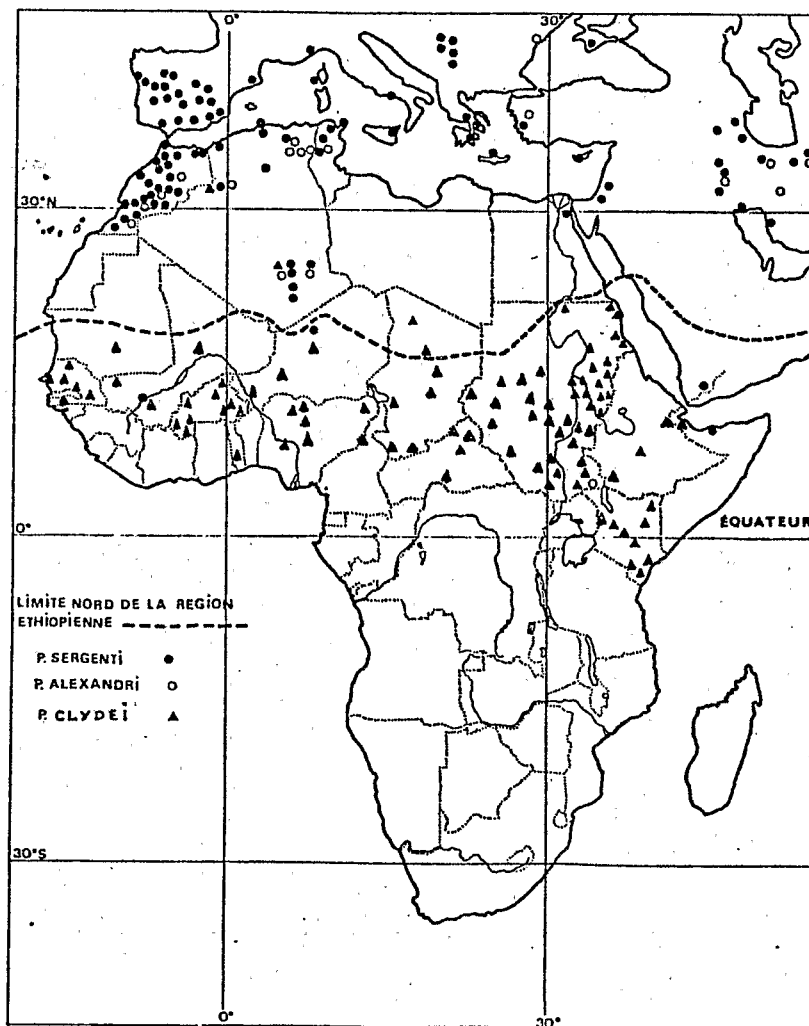 0° 30°
30°N
0° ÉQUATEUR
LIMITE NORD DE LA REGION
ETHIOPIENNE
P. SERGENTI
P. ALEXANDRI
P. CLYDEI
30°S
0° 30°